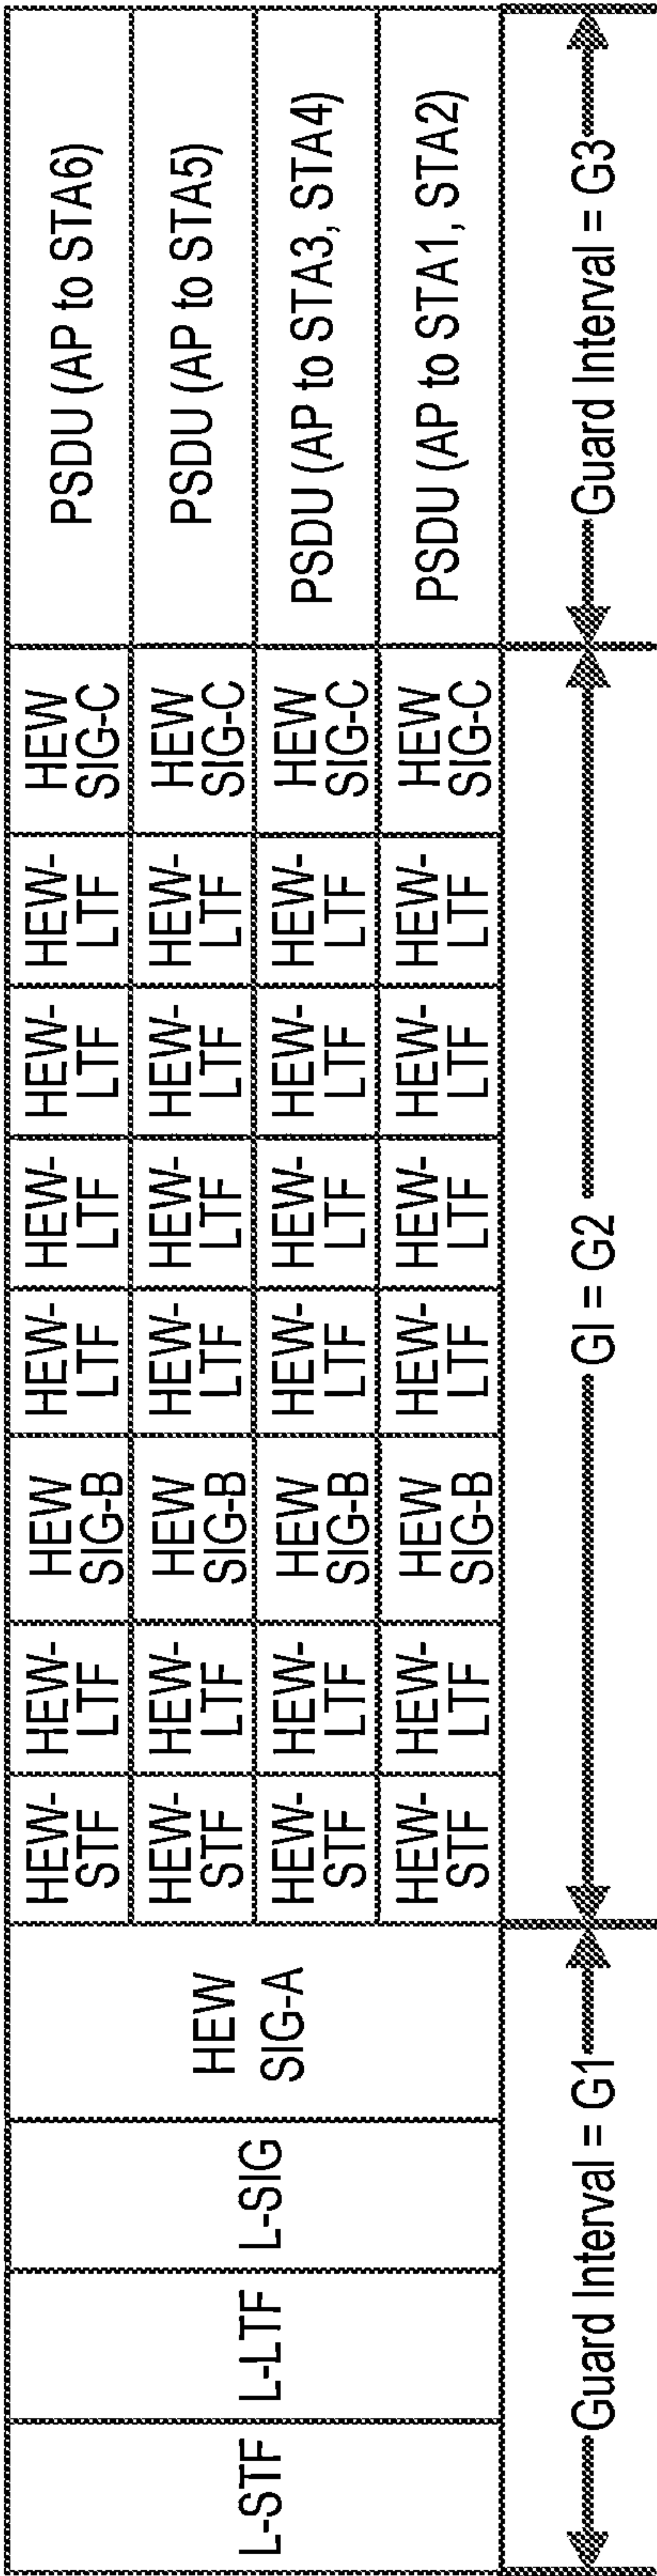 L-STF
L-LTF
L-SIG
HEW
SIG-A
HEW-
STF
HEW-
LTF
HEW
SIG-B
HEW-
LTF
HEW-
LTF
HEW-
LTF
HEW-
LTF
HEW
SIG-C
PSDU (AP to STA6)
HEW-
STF
HEW-
LTF
HEW
SIG-B
HEW-
LTF
HEW-
LTF
HEW-
LTF
HEW-
LTF
HEW
SIG-C
PSDU (AP to STA5)
HEW-
STF
HEW-
LTF
HEW
SIG-B
HEW-
LTF
HEW-
LTF
HEW-
LTF
HEW-
LTF
HEW
SIG-C
PSDU (AP to STA3, STA4)
HEW-
STF
HEW-
LTF
HEW
SIG-B
HEW-
LTF
HEW-
LTF
HEW-
LTF
HEW-
LTF
HEW
SIG-C
PSDU (AP to STA1, STA2)
Guard Interval = G1
GI = G2
Guard Interval = G3